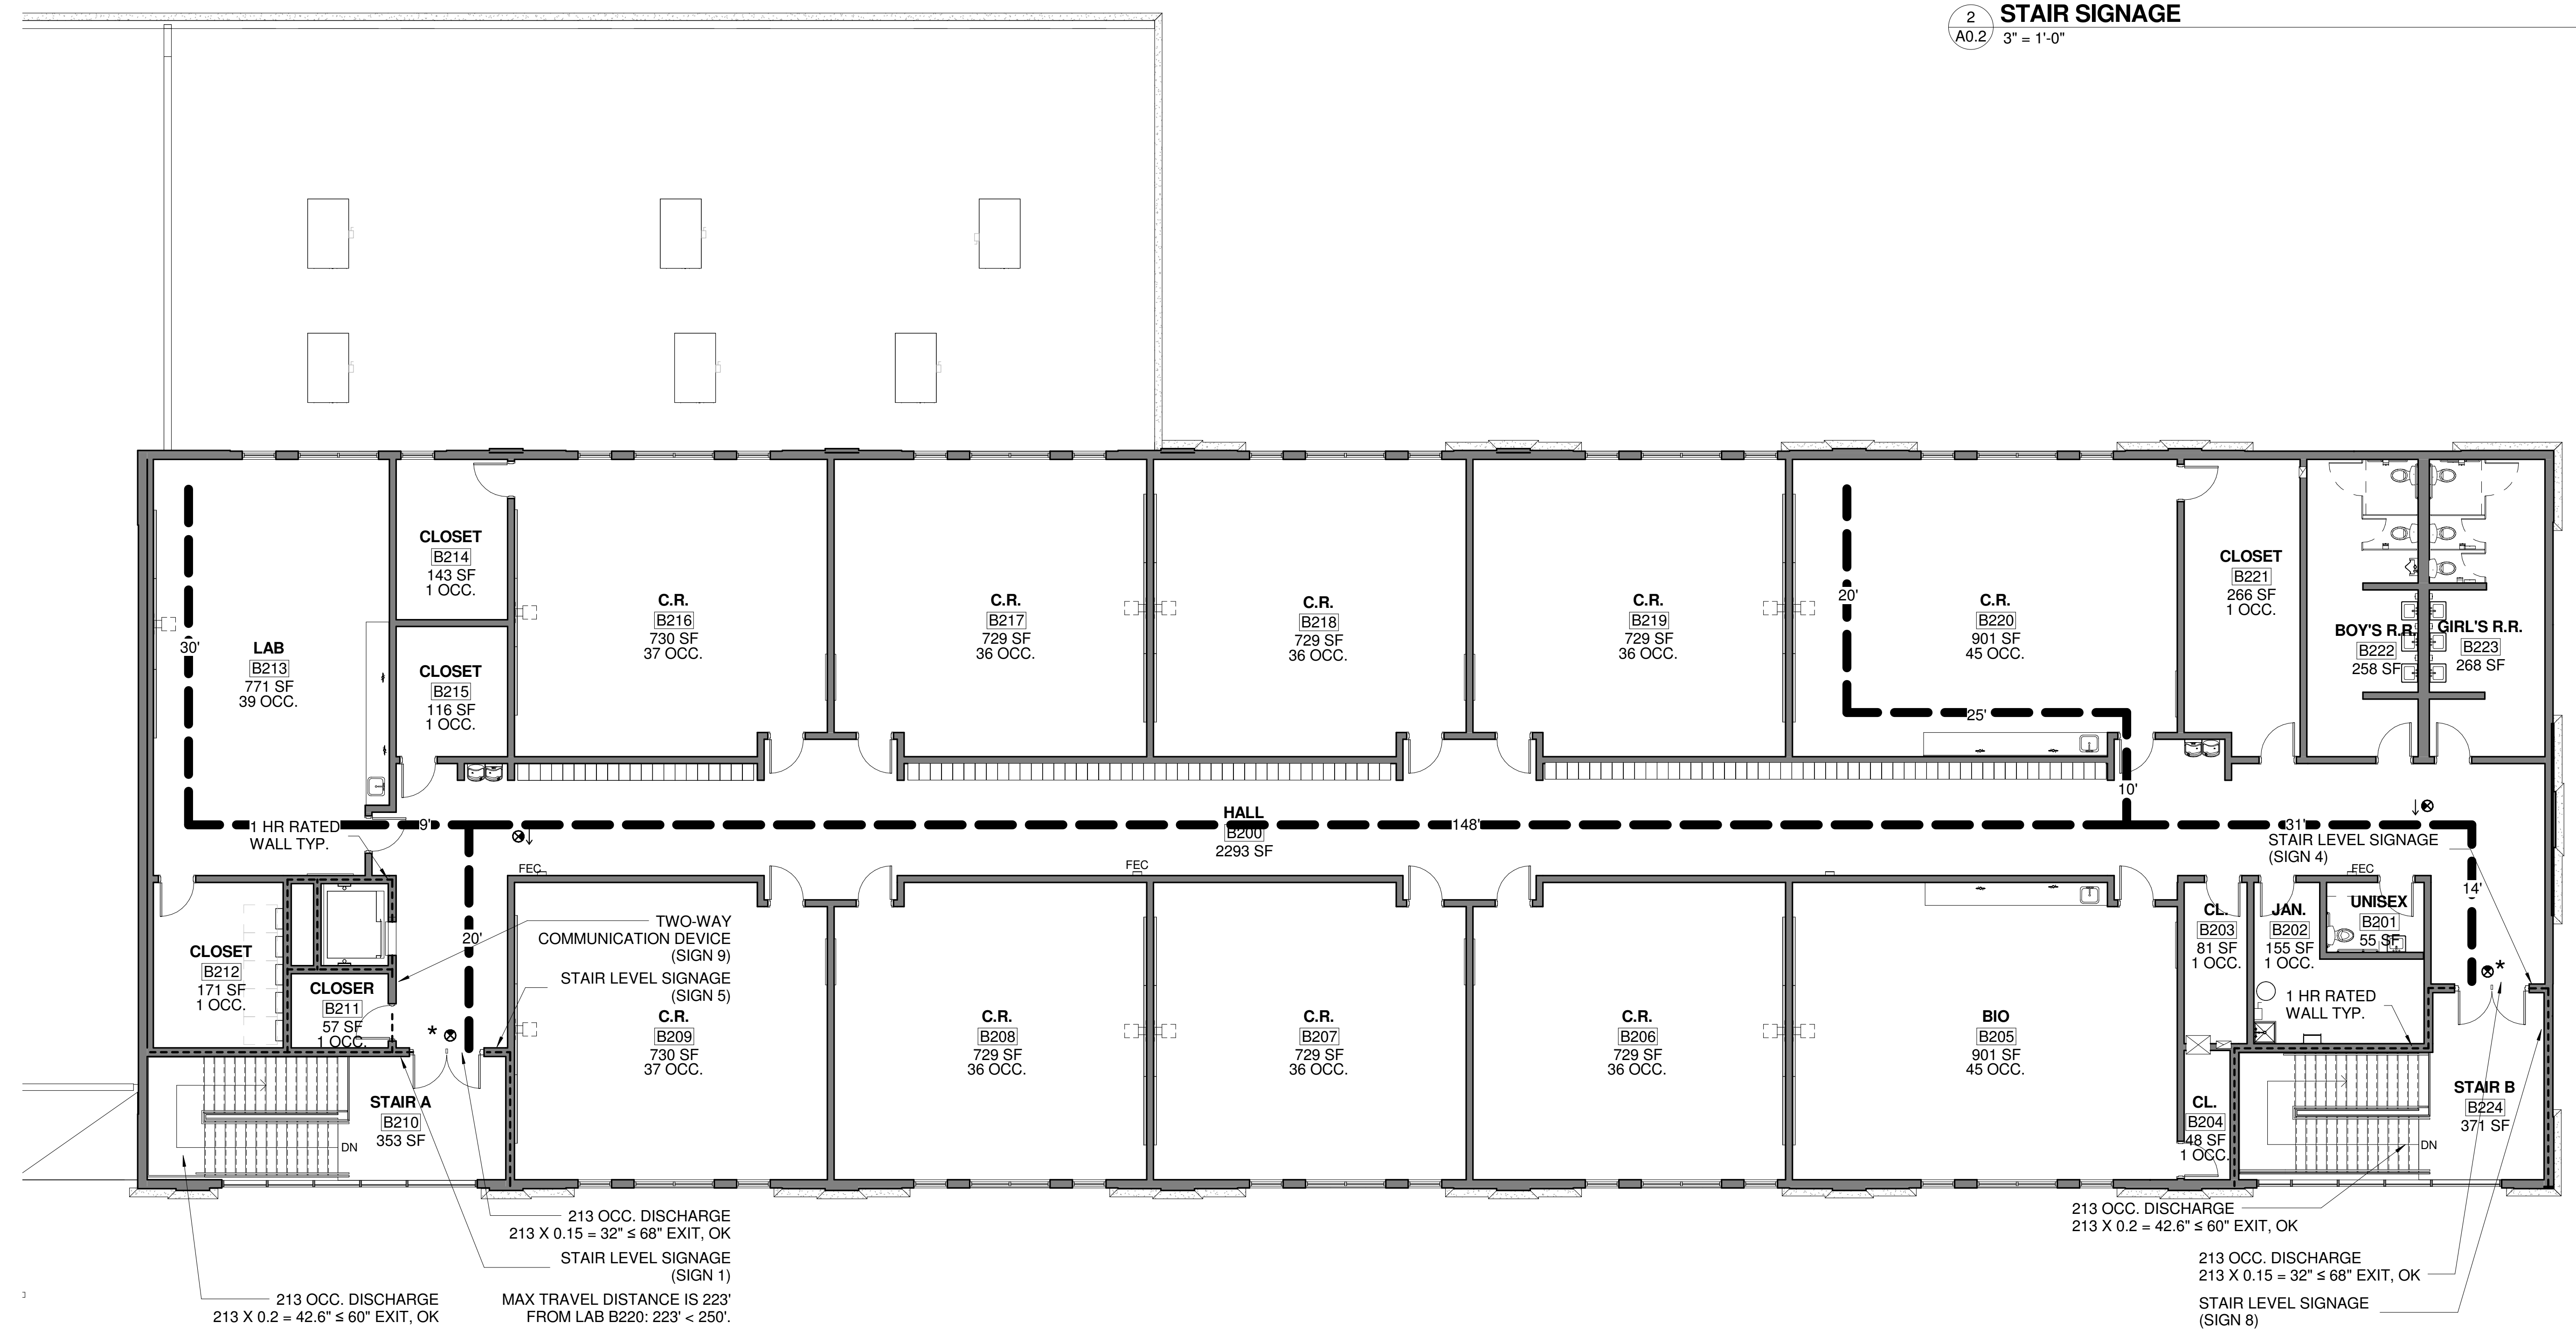 2
A0.2
STAIR SIGNAGE
3" = 1'-0"
CLOSET
B214
143 SF
1 OCC.
CLOSET
B215
116 SF
1 OCC.
30'
LAB
B213
771 SF
39 OCC.
C.R.
B216
730 SF
37 OCC.
C.R.
B217
729 SF
36 OCC.
C.R.
B218
729 SF
36 OCC.
C.R.
B219
729 SF
36 OCC.
20'
C.R.
B220
901 SF
45 OCC.
25'
10'
CLOSET
B221
266 SF
1 OCC.
BOY'S R.R.
B222
258 SF
GIRL'S R.R.
B223
268 SF
1 HR RATED
WALL TYP.
9'
HALL
B200
2293 SF
148'
31'
STAIR LEVEL SIGNAGE
(SIGN 4)
FEC
FEC
FEC
14'
CLOSET
B212
171 SF
1 OCC.
CLOSER
B211
57 SF
1 OCC.
20'
TWO-WAY
COMMUNICATION DEVICE
(SIGN 9)
STAIR LEVEL SIGNAGE
(SIGN 5)
*
C.R.
B209
730 SF
37 OCC.
C.R.
B208
729 SF
36 OCC.
C.R.
B207
729 SF
36 OCC.
C.R.
B206
729 SF
36 OCC.
BIO
B205
901 SF
45 OCC.
CL.
B203
81 SF
1 OCC.
JAN.
B202
155 SF
1 OCC.
UNISEX
B201
55 SF
*
1 HR RATED
WALL TYP.
STAIR A
B210
353 SF
DN
CL.
B204
48 SF
1 OCC.
STAIR B
B224
371 SF
DN
213 OCC. DISCHARGE
213 X 0.15 = 32" ≤ 68" EXIT, OK
STAIR LEVEL SIGNAGE
(SIGN 1)
213 OCC. DISCHARGE
213 X 0.2 = 42.6" ≤ 60" EXIT, OK
MAX TRAVEL DISTANCE IS 223'
FROM LAB B220: 223' < 250'.
213 OCC. DISCHARGE
213 X 0.2 = 42.6" ≤ 60" EXIT, OK
213 OCC. DISCHARGE
213 X 0.15 = 32" ≤ 68" EXIT, OK
STAIR LEVEL SIGNAGE
(SIGN 8)